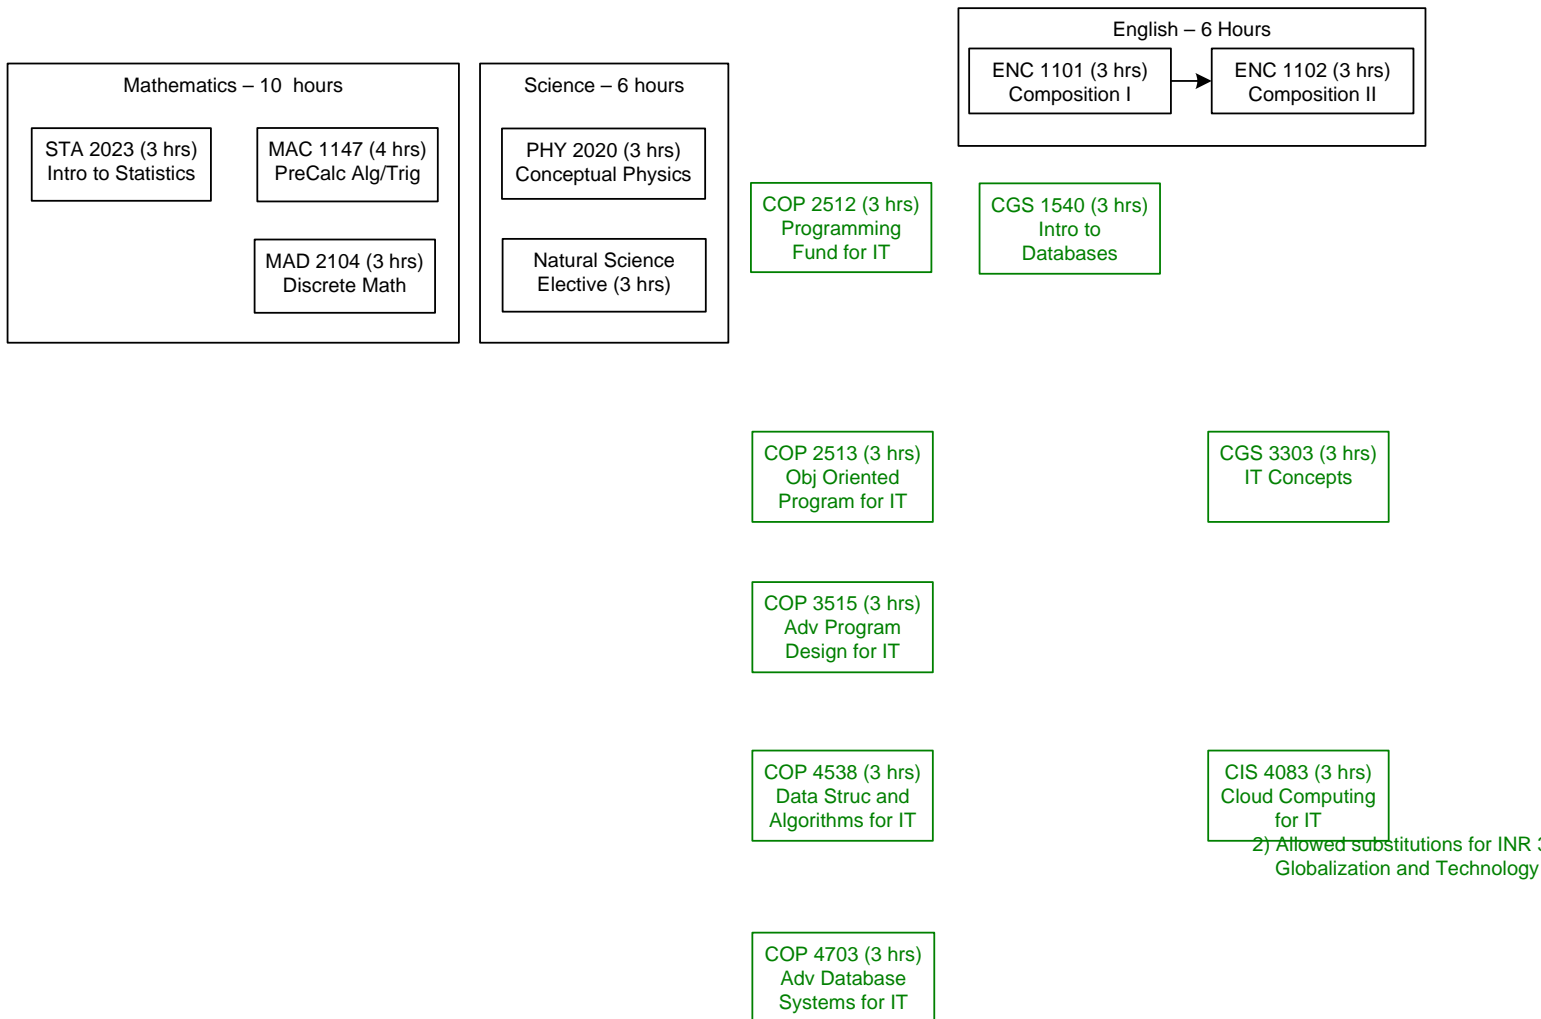 English – 6 Hours
ENC 1101 (3 hrs)
Composition I
ENC 1102 (3 hrs)
Composition II
Mathematics – 10 hours
STA 2023 (3 hrs)
Intro to Statistics
MAC 1147 (4 hrs)
PreCalc Alg/Trig
MAD 2104 (3 hrs)
Discrete Math
Science – 6 hours
PHY 2020 (3 hrs)
Conceptual Physics
Natural Science
Elective (3 hrs)
COP 2512 (3 hrs)
Programming
Fund for IT
CGS 1540 (3 hrs)
Intro to
Databases
COP 2513 (3 hrs)
Obj Oriented
Program for IT
CGS 3303 (3 hrs)
IT Concepts
COP 3515 (3 hrs)
Adv Program
Design for IT
COP 4538 (3 hrs)
Data Struc and
Algorithms for IT
CIS 4083 (3 hrs)
Cloud Computing
for IT
2) Allowed substitutions for INR
Globalization and Technology
COP 4703 (3 hrs)
Adv Database
Systems for IT